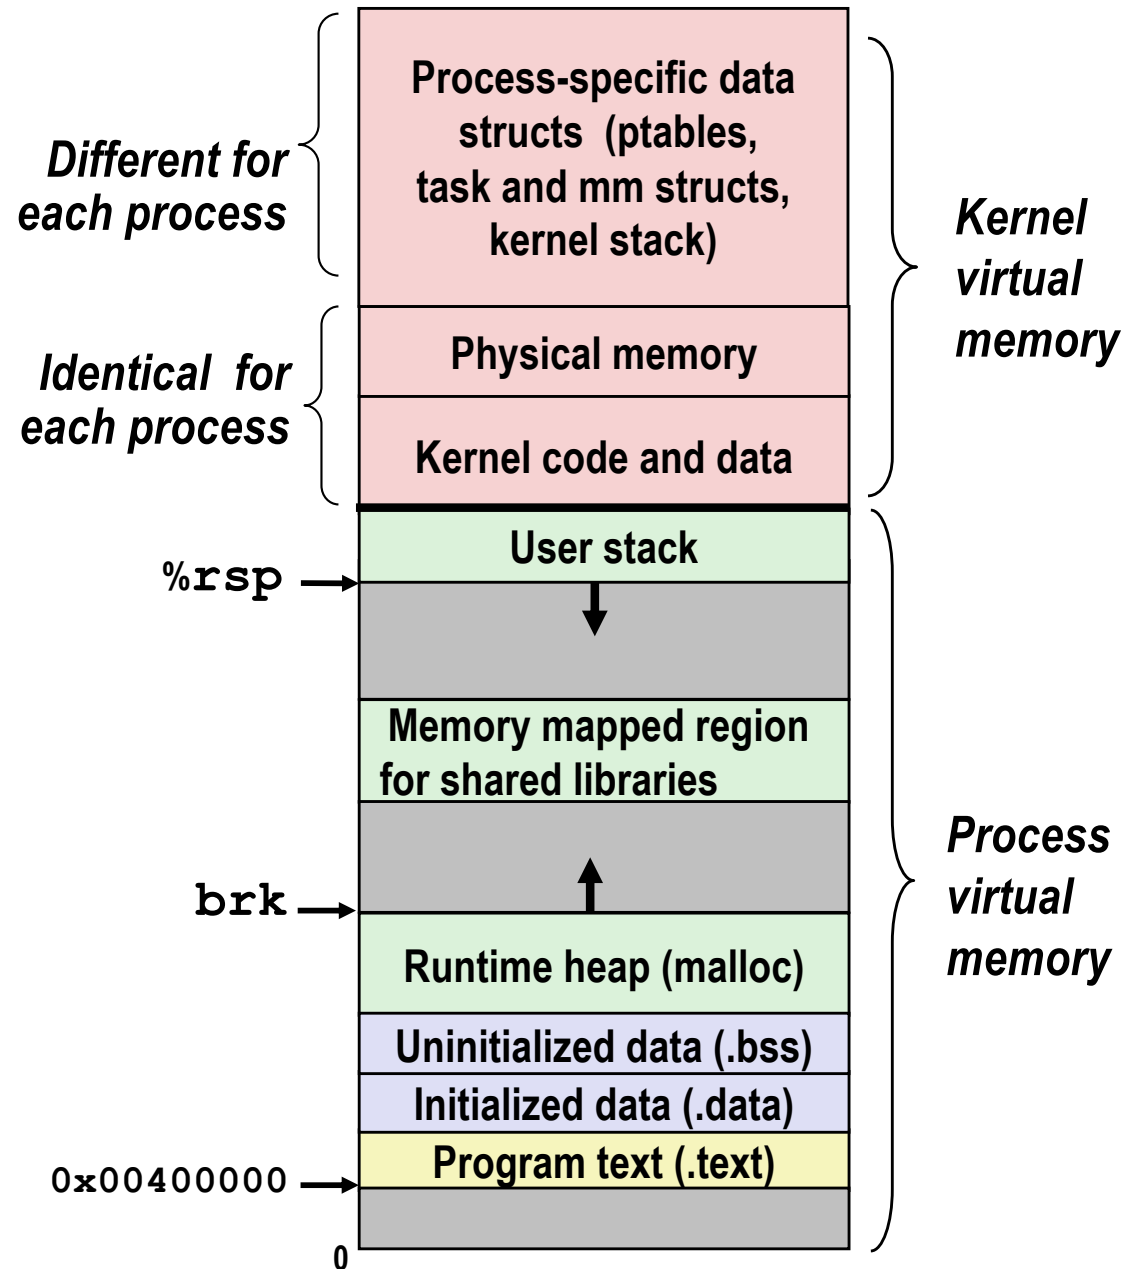 Process-specific data
structs (ptables,
task and mm structs,
kernel stack)
Different for
each process
Kernel
virtual
memory
Physical memory
Identical for
each process
Kernel code and data
User stack
%rsp
Memory mapped region
for shared libraries
Process
virtual
memory
brk
Runtime heap (malloc)
Uninitialized data (.bss)
Initialized data (.data)
Program text (.text)
0x00400000
0